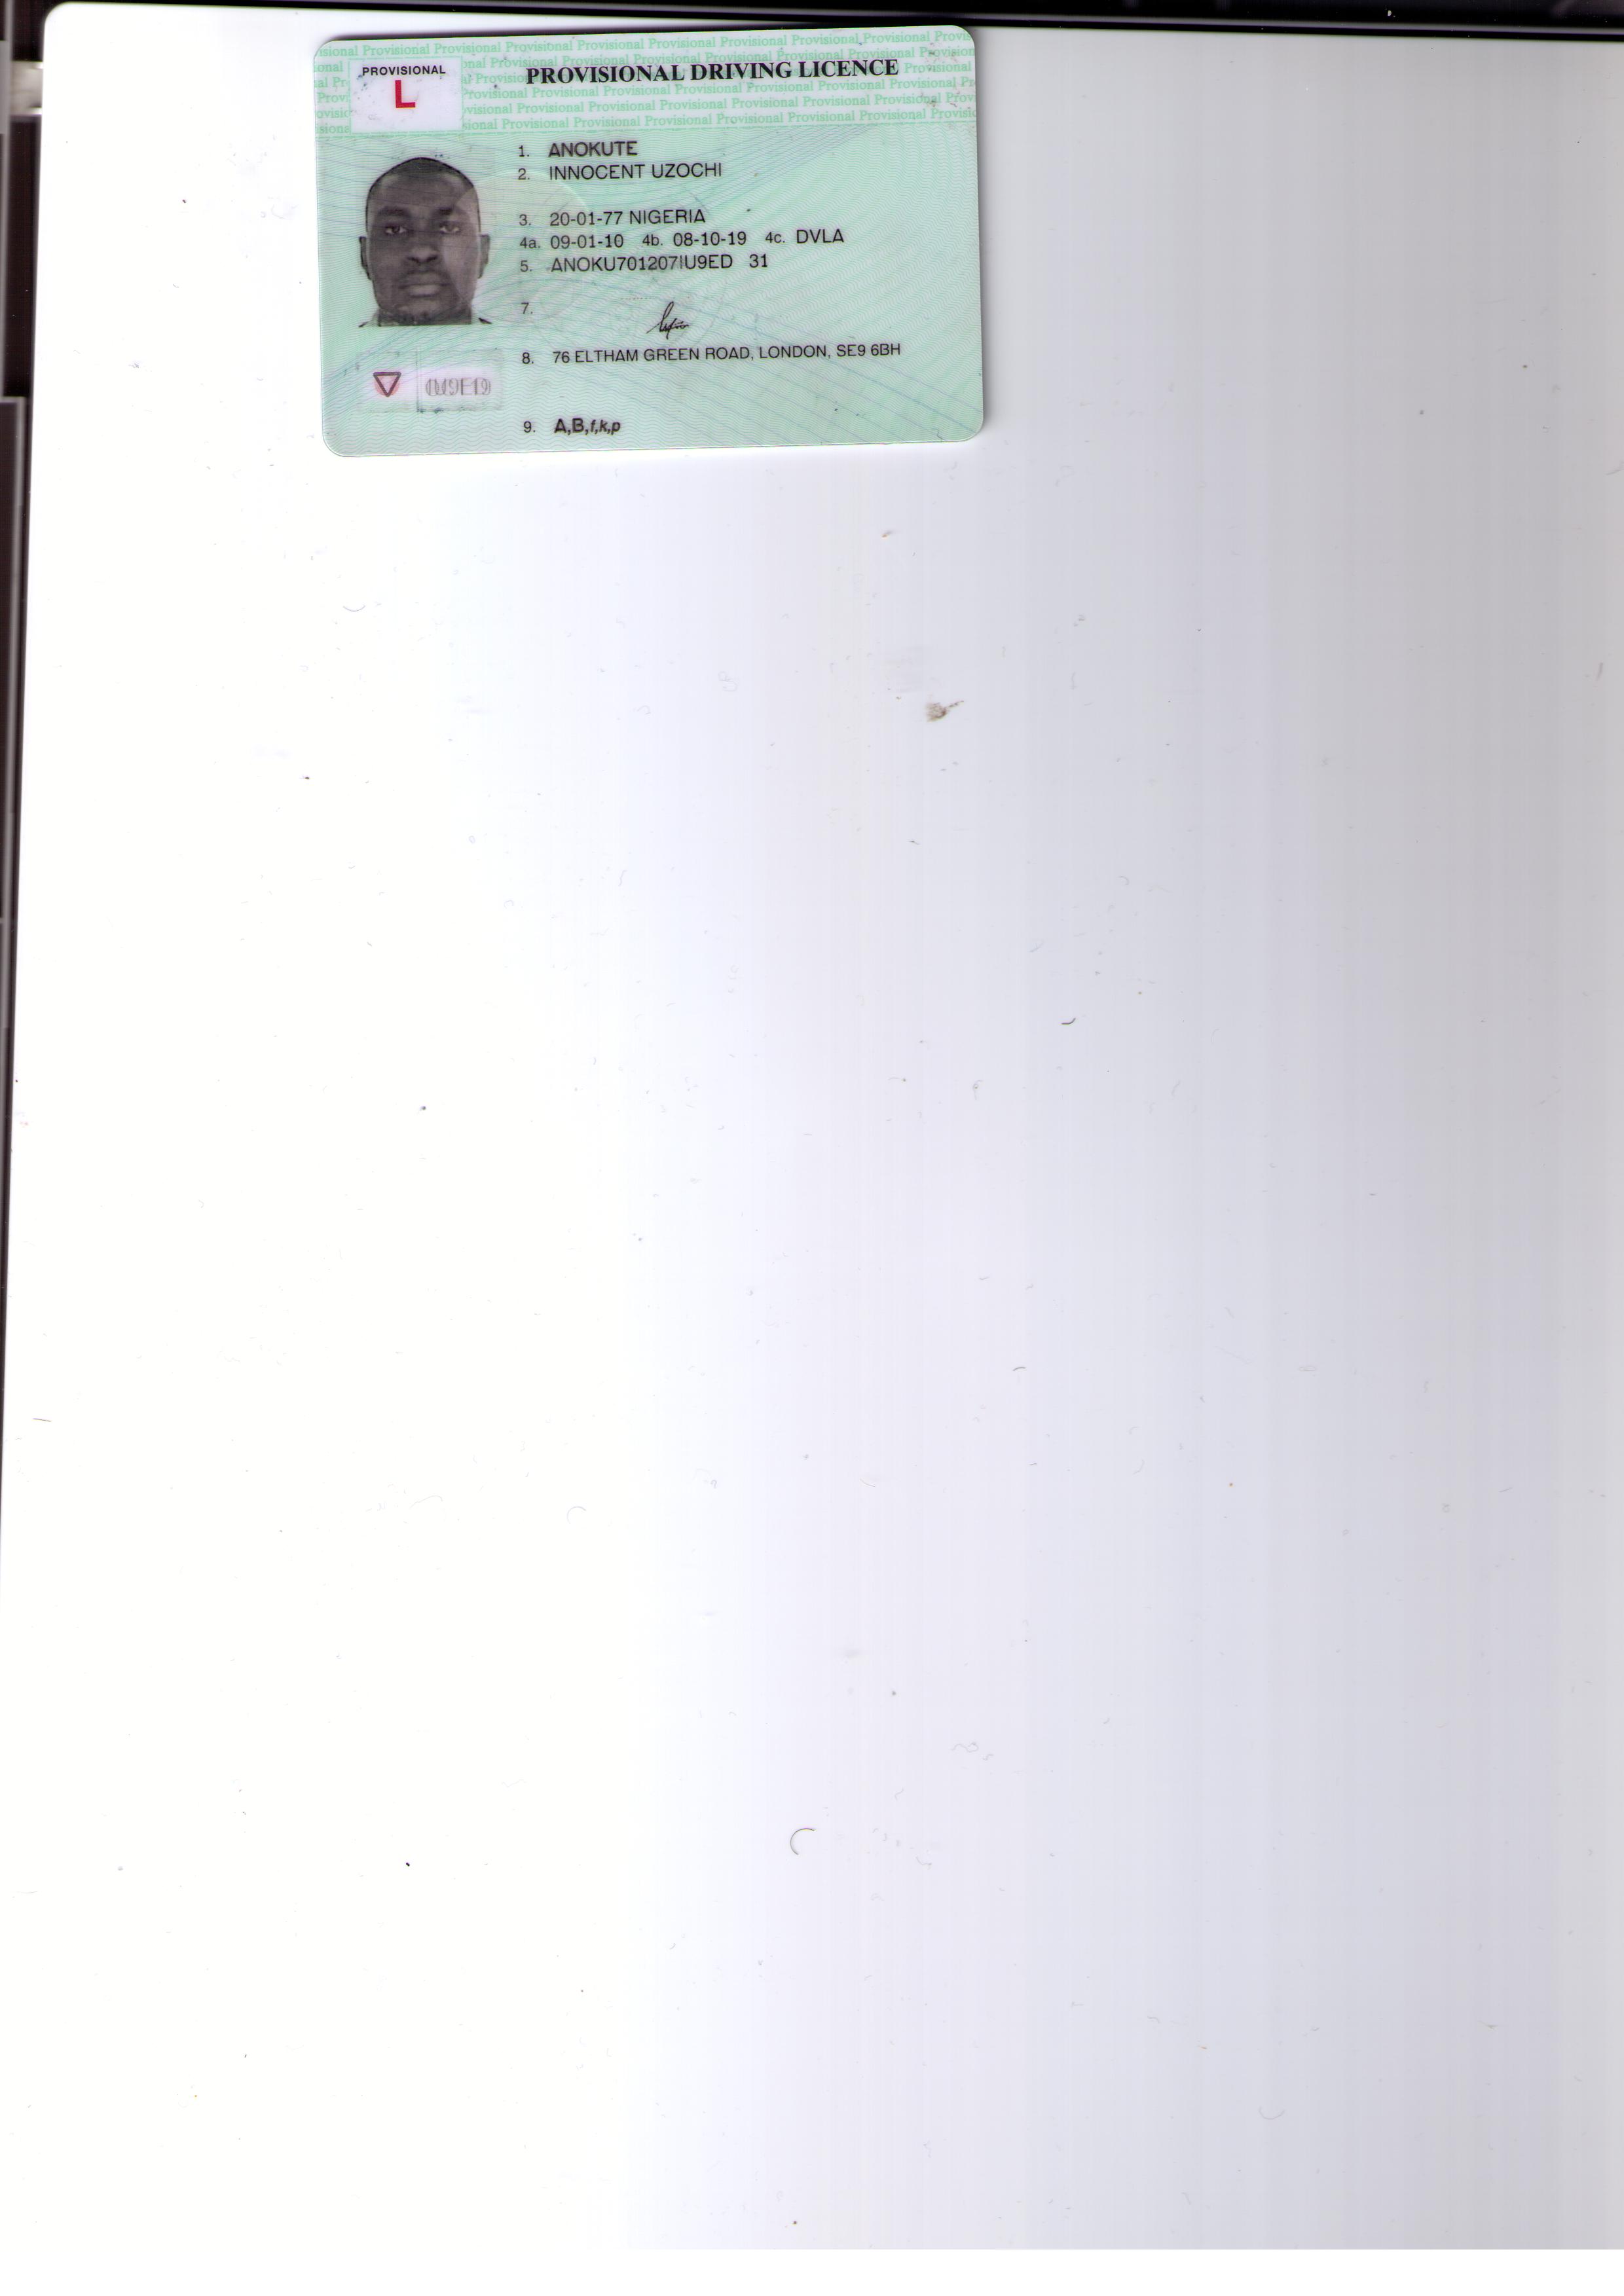 PROVISIONAL
L
PROVISIONAL DRIVING LICENCE
1. ANOKUTE
2. INNOCENT UZOCHI
3. 20-01-77 NIGERIA
4a. 09-01-10 4b. 08-10-19 4c. DVLA
5. ANOKU701207IU9ED 31
7.
8. 76 ELTHAM GREEN ROAD, LONDON, SE9 6BH
9. A,B,f,k,p